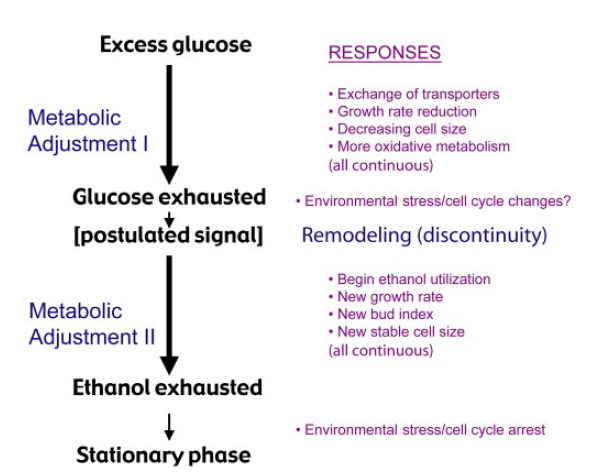 Excess glucose
RESPONSES
• Exchange of transporters
Metabolic
• Growth rate reduction
Adjustment I
• Decreasing cell size
• More oxidative metabolism
(all continuous)
Glucose exhausted
• Environmental stress/cell cycle changes?
[postulated signal]
Remodeling (discontinuity)
• Begin ethanol utilization
Metabolic
• New growth rate
Adjustment II
• New bud index
• New stable cell size
(all continuous)
Ethanol exhausted
• Environmental stress/cell cycle arrest
Stationary phase